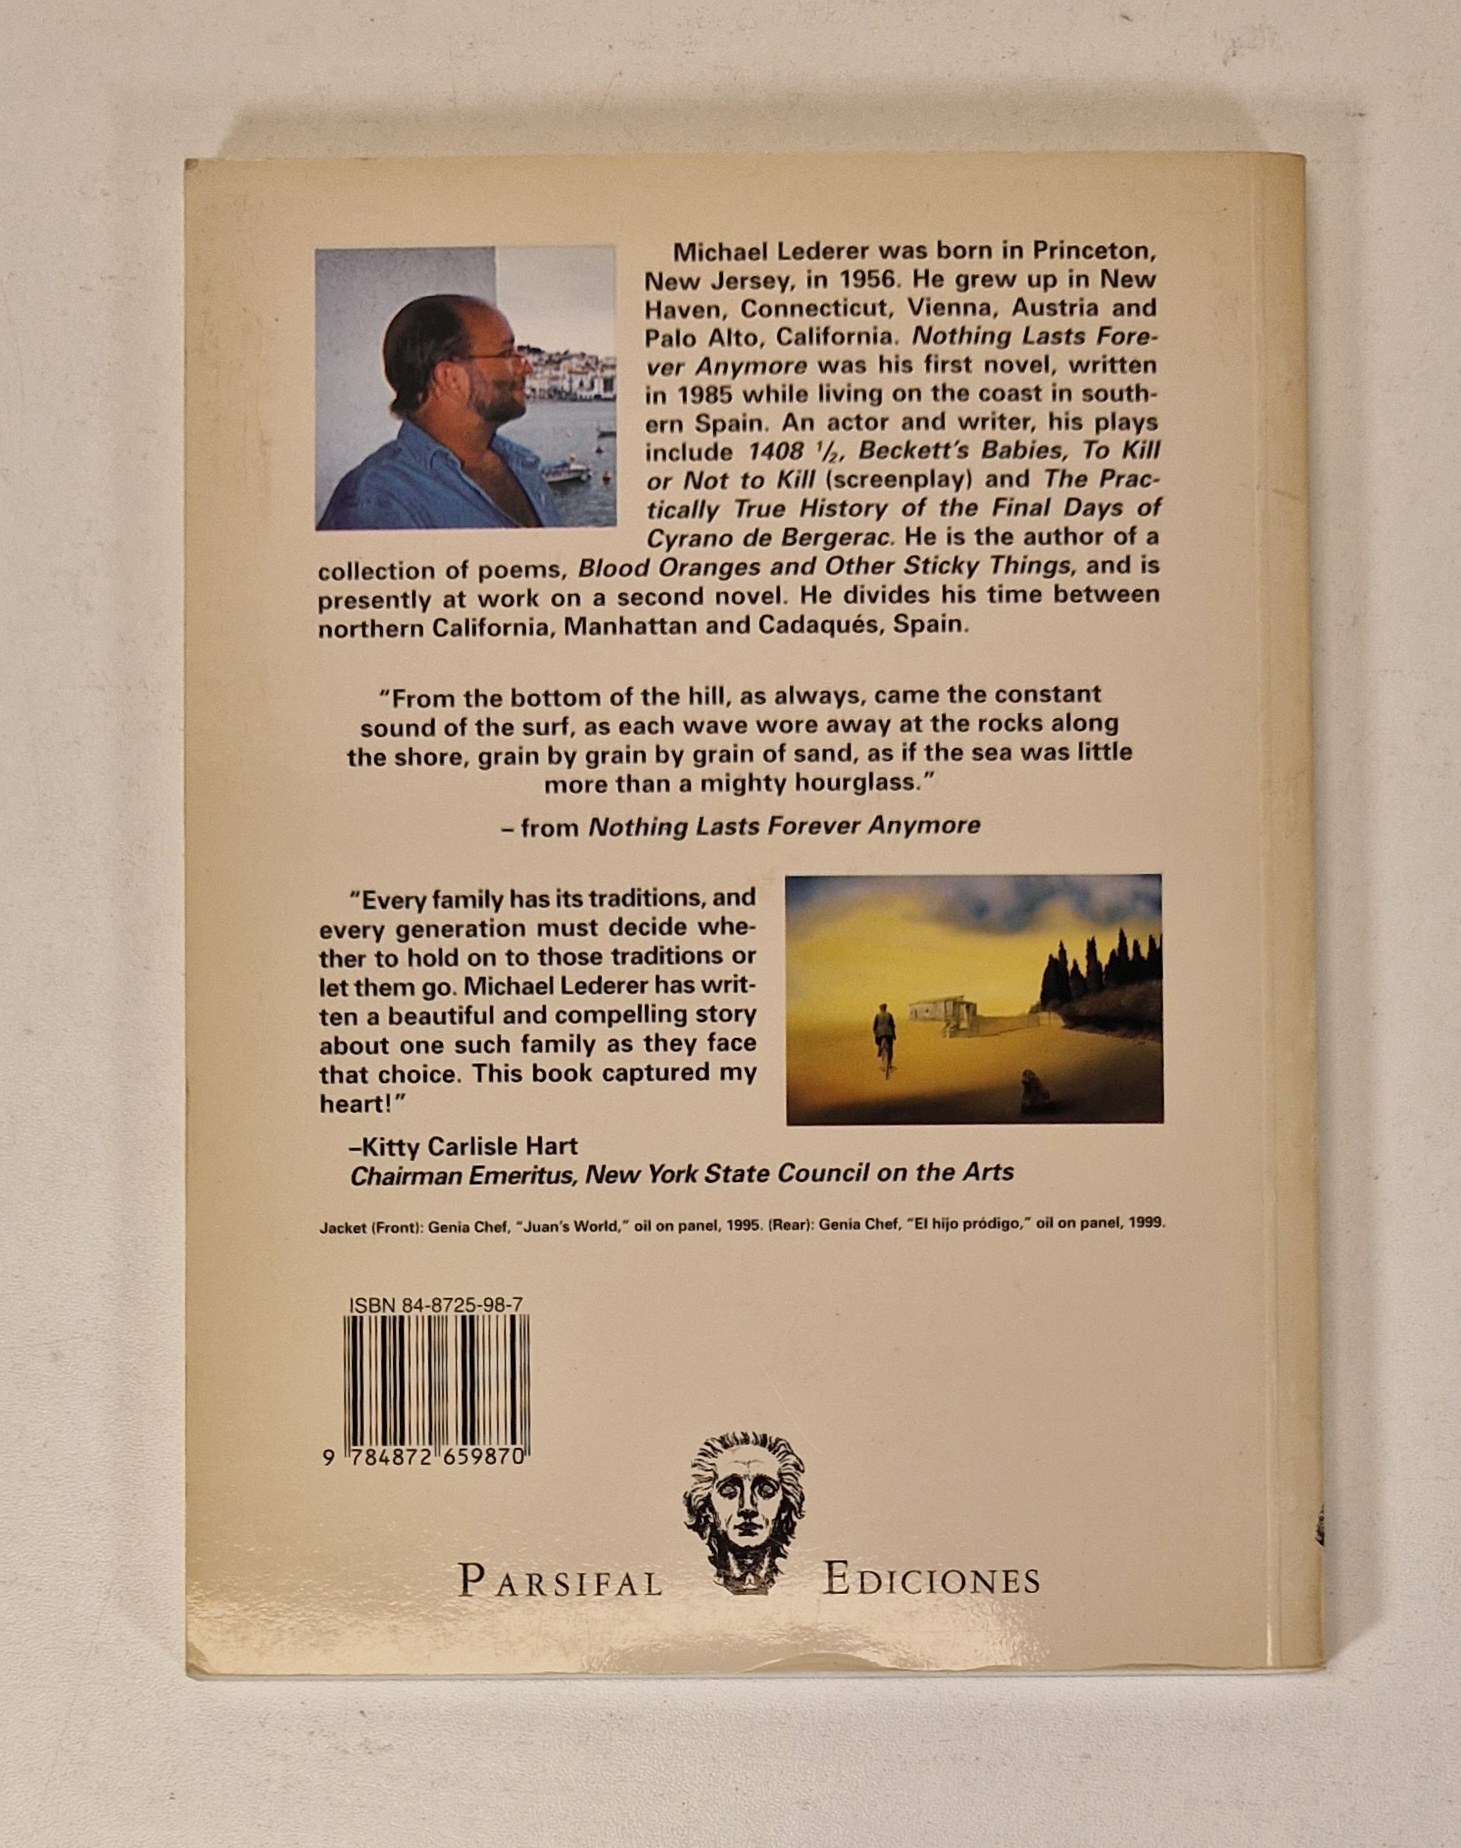 Michael Lederer was born in Princeton,
New Jersey, in 1956. He grew up in New
Haven, Connecticut, Vienna, Austria and
Palo Alto, California. Nothing Lasts Fore-
ver Anymore was his first novel, written
in 1985 while living on the coast in south-
ern Spain. An actor and writer, his plays
include 1408 ½, Beckett's Babies, To Kill
or Not to Kill (screenplay) and The Prac-
tically True History of the Final Days of
Cyrano de Bergerac. He is the author of a
collection of poems, Blood Oranges and Other Sticky Things, and is
presently at work on a second novel. He divides his time between
northern California, Manhattan and Cadaqués, Spain.
“From the bottom of the hill, as always, came the constant
sound of the surf, as each wave wore away at the rocks along
the shore, grain by grain by grain of sand, as if the sea was little
more than a mighty hourglass.”
– from Nothing Lasts Forever Anymore
“Every family has its traditions, and
every generation must decide whe-
ther to hold on to those traditions or
let them go. Michael Lederer has writ-
ten a beautiful and compelling story
about one such family as they face
that choice. This book captured my
heart!”
–Kitty Carlisle Hart
Chairman Emeritus, New York State Council on the Arts
Jacket (Front): Genia Chef, “Juan's World,” oil on panel, 1995. (Rear): Genia Chef, “El hijo pródigo,” oil on panel, 1999.
ISBN 84-8725-98-7
9 784872 659870
PARSIFAL EDICIONES